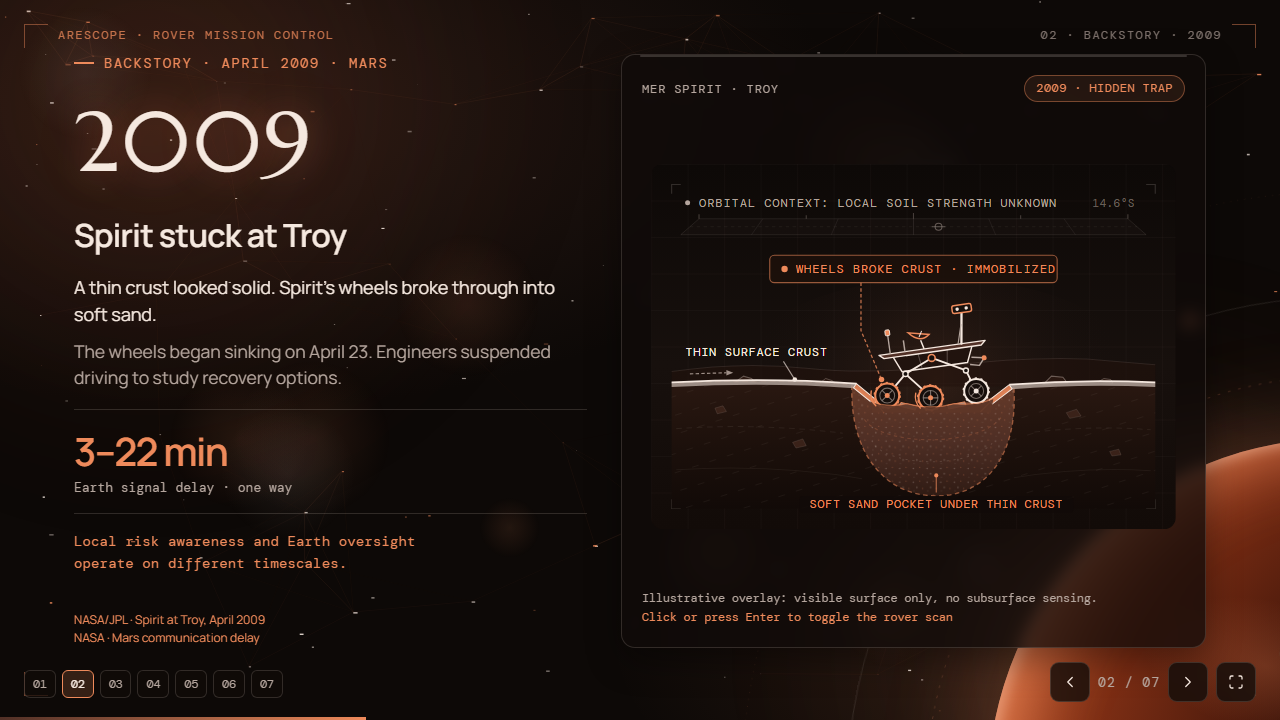 ARESCOPE · ROVER MISSION CONTROL
02 · BACKSTORY · 2009
BACKSTORY · APRIL 2009 · MARS
2009
Spirit stuck at Troy
A thin crust looked solid. Spirit's wheels broke through into
soft sand.
The wheels began sinking on April 23. Engineers suspended
driving to study recovery options.
3–22 min
Earth signal delay · one way
Local risk awareness and Earth oversight
operate on different timescales.
NASA/JPL · Spirit at Troy, April 2009
NASA · Mars communication delay
MER SPIRIT · TROY
2009 · HIDDEN TRAP
ORBITAL CONTEXT: LOCAL SOIL STRENGTH UNKNOWN
14.6°S
WHEELS BROKE CRUST · IMMOBILIZED
THIN SURFACE CRUST
SOFT SAND POCKET UNDER THIN CRUST
Illustrative overlay: visible surface only, no subsurface sensing.
Click or press Enter to toggle the rover scan
01 02 03 04 05 06 07
02 / 07